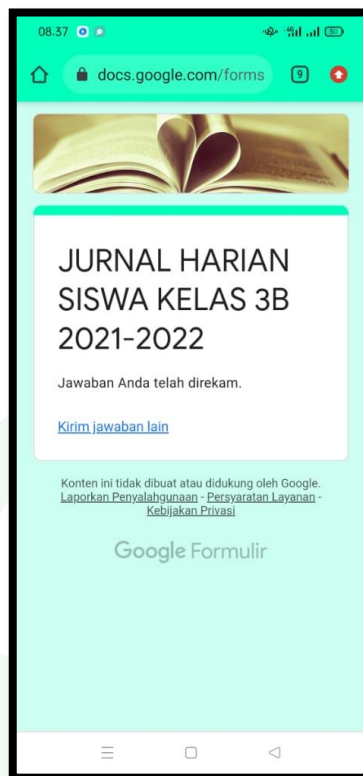 08.37
docs.google.com/forms
9
JURNAL HARIAN
SISWA KELAS 3B
2021-2022
Jawaban Anda telah direkam.
Kirim jawaban lain
Konten ini tidak dibuat atau didukung oleh Google.
Laporkan Penyalahgunaan - Persyaratan Layanan -
Kebijakan Privasi
Google Formulir